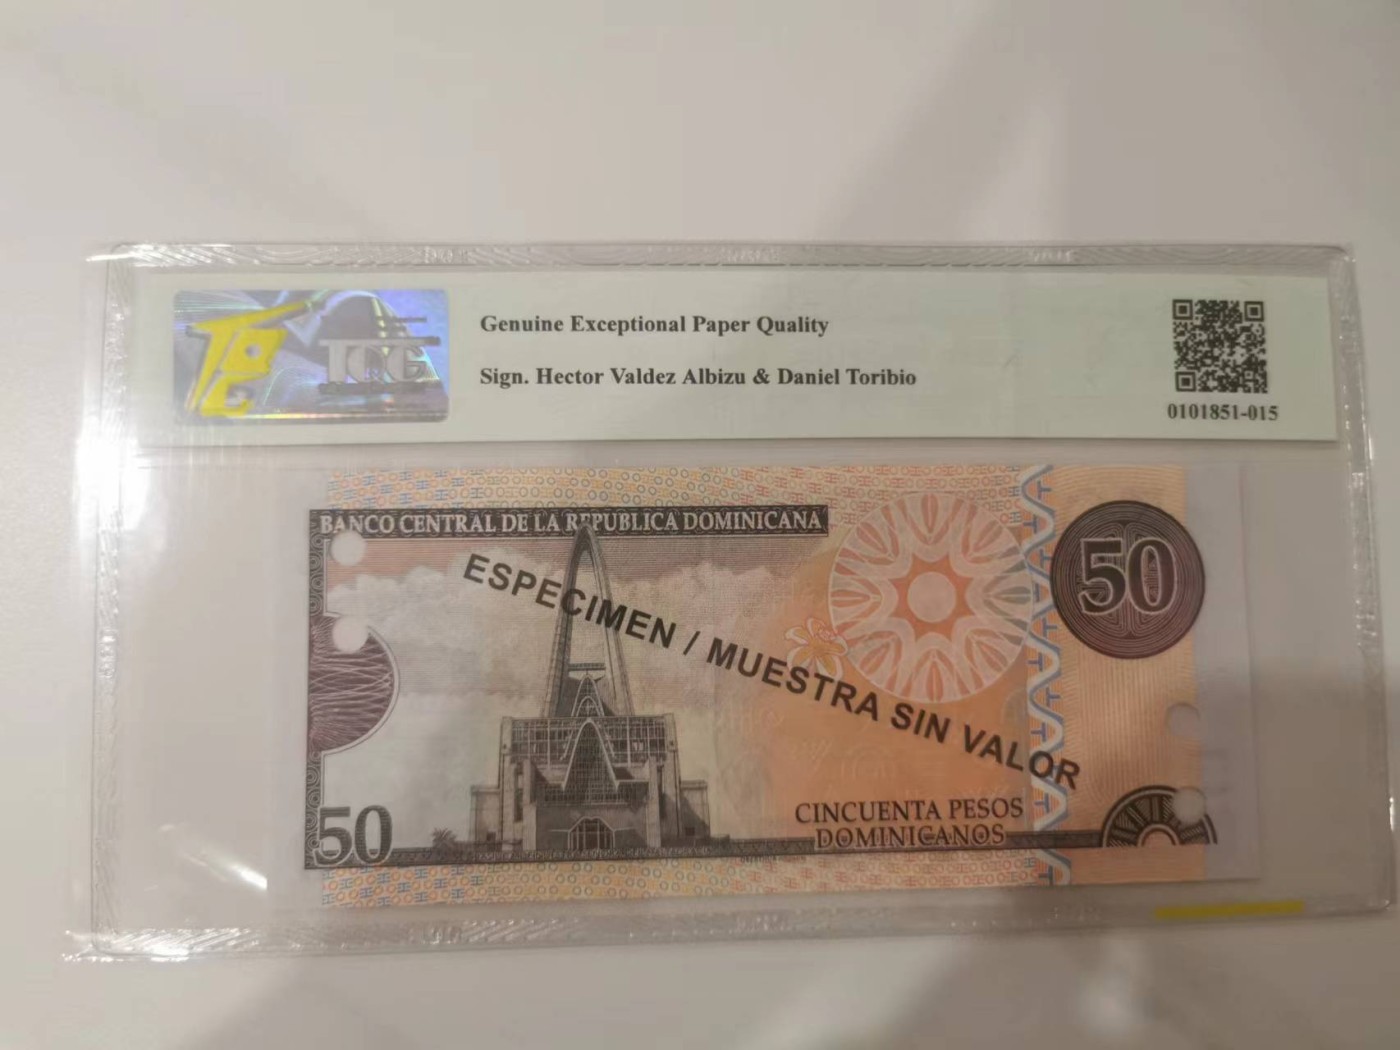 TQG
TQG
Genuine Exceptional Paper Quality
Sign. Hector Valdez Albizu & Daniel Toribio
0101851-015
BANCO CENTRAL DE LA REPUBLICA DOMINICANA
50
ESPECIMEN / MUESTRA SIN VALOR
50
CINCUENTA PESOS
DOMINICANOS